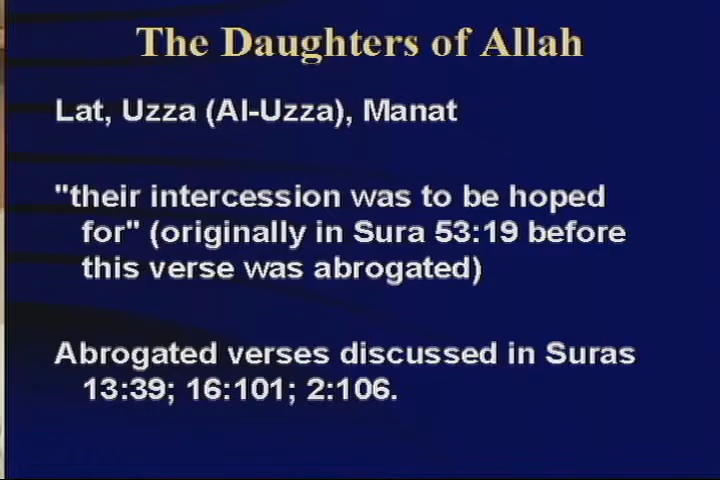 The Daughters of Allah
Lat, Uzza (Al-Uzza), Manat
"their intercession was to be hoped
for" (originally in Sura 53:19 before
this verse was abrogated)
Abrogated verses discussed in Suras
13:39; 16:101; 2:106.